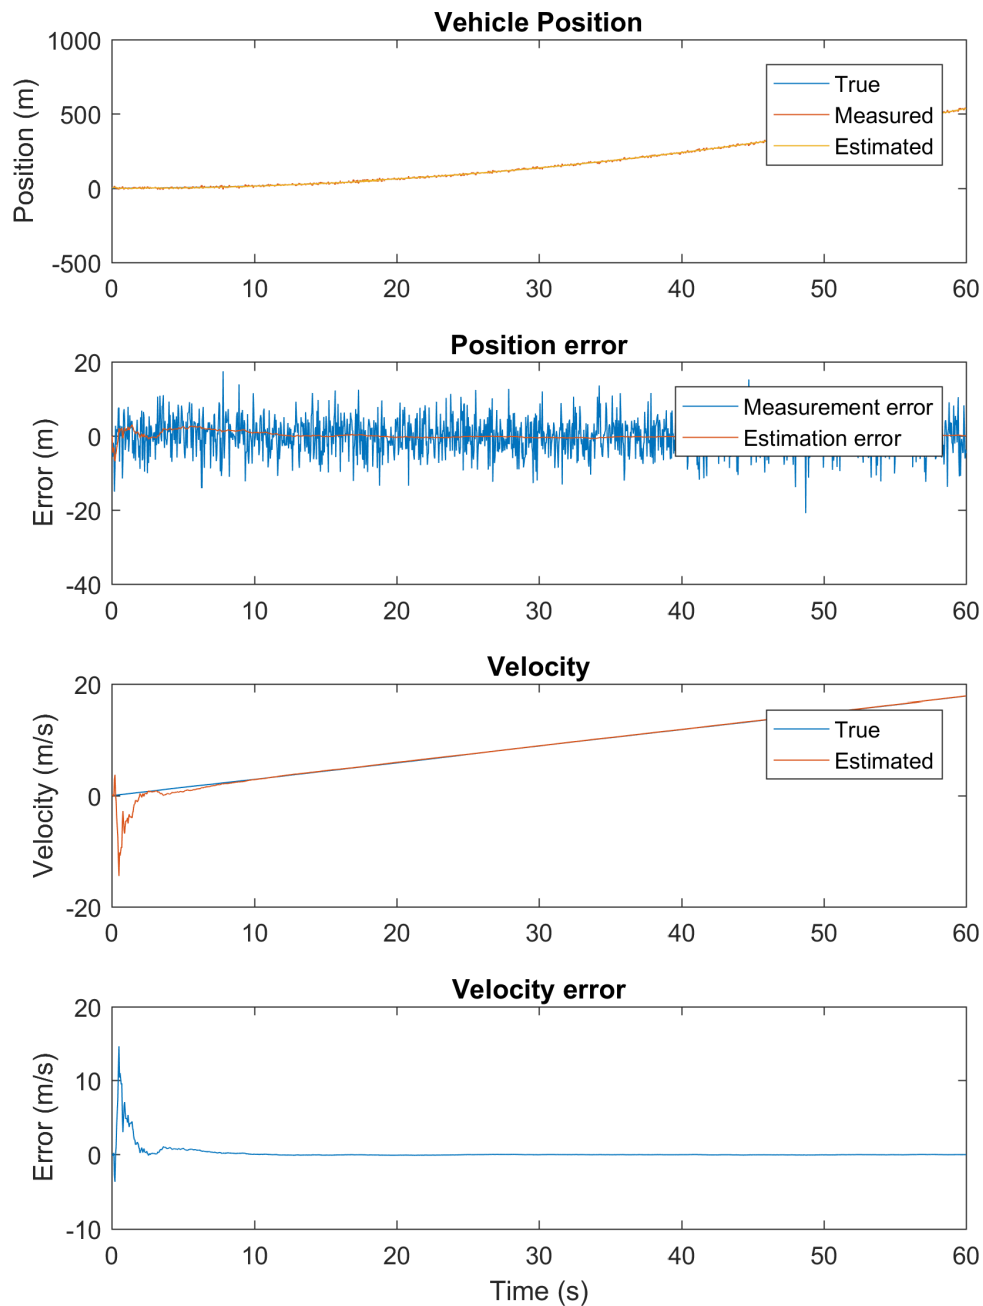 Vehicle Position
1000
500
0
-500
Position (m)
True
Measured
Estimated
0 10 20 30 40 50 60
Position error
20
0
-20
-40
Error (m)
Measurement error
Estimation error
0 10 20 30 40 50 60
Velocity
20
0
-20
Velocity (m/s)
True
Estimated
0 10 20 30 40 50 60
Velocity error
20
10
0
-10
Error (m/s)
0 10 20 30 40 50 60
Time (s)